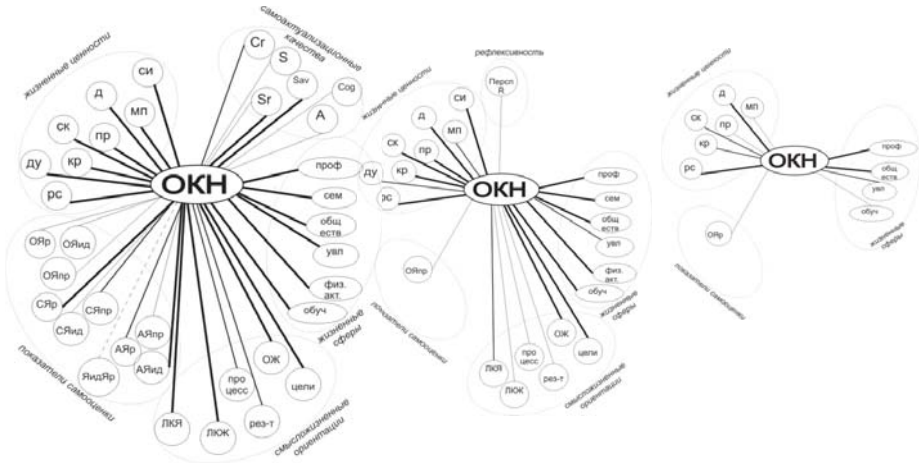 самоактуализационные
качества
жизненные ценности
Cr
S
Sav
Cog
Sr
A
си
д
мп
ск
пр
ду
кр
рс
ОКН
проф
сем
общ
еств.
увл
физ.
акт.
обуч
жизненные
сферы
ОЯр
ОЯид
ОЯпр
СЯр
СЯпр
СЯид
АЯпр
АЯр
АЯид
ЯидЯр
показатели самооценки
ОЖ
про
цесс
цели
ЛКЯ
ЛЮЖ
рез-т
смысложизненные
ориентации
рефлексивность
Персп
R
жизненные ценности
си
д
мп
ск
пр
кр
ду
рс
ОКН
проф
сем
общ
еств.
увл
физ.
акт.
обуч
жизненные
сферы
ОЯпр
показатели самооценки
ОЖ
про
цесс
цели
ЛКЯ
ЛЮЖ
рез-т
смысложизненные
ориентации
жизненные ценности
д
мп
ск
пр
кр
рс
ОКН
проф
общ
еств.
увл
обуч
жизненные
сферы
ОЯр
показатели самооценки